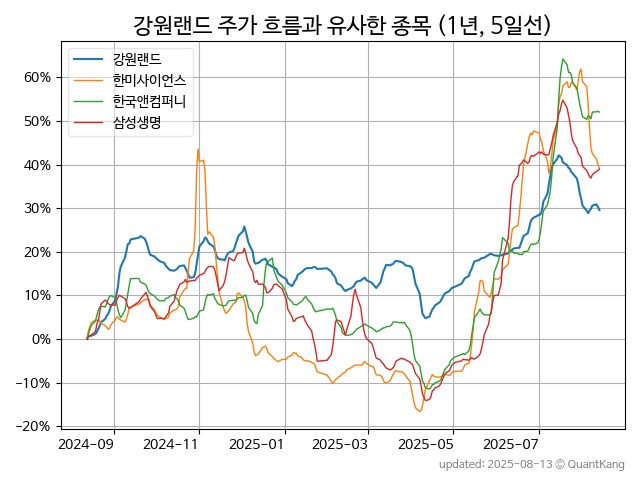 강원랜드 주가 흐름과 유사한 종목 (1년, 5일선)
강원랜드
한미사이언스
한국앤컴퍼니
삼성생명
60%
50%
40%
30%
20%
10%
0%
−10%
−20%
2024-09 2024-11 2025-01 2025-03 2025-05 2025-07
updated: 2025-08-13 © QuantKang